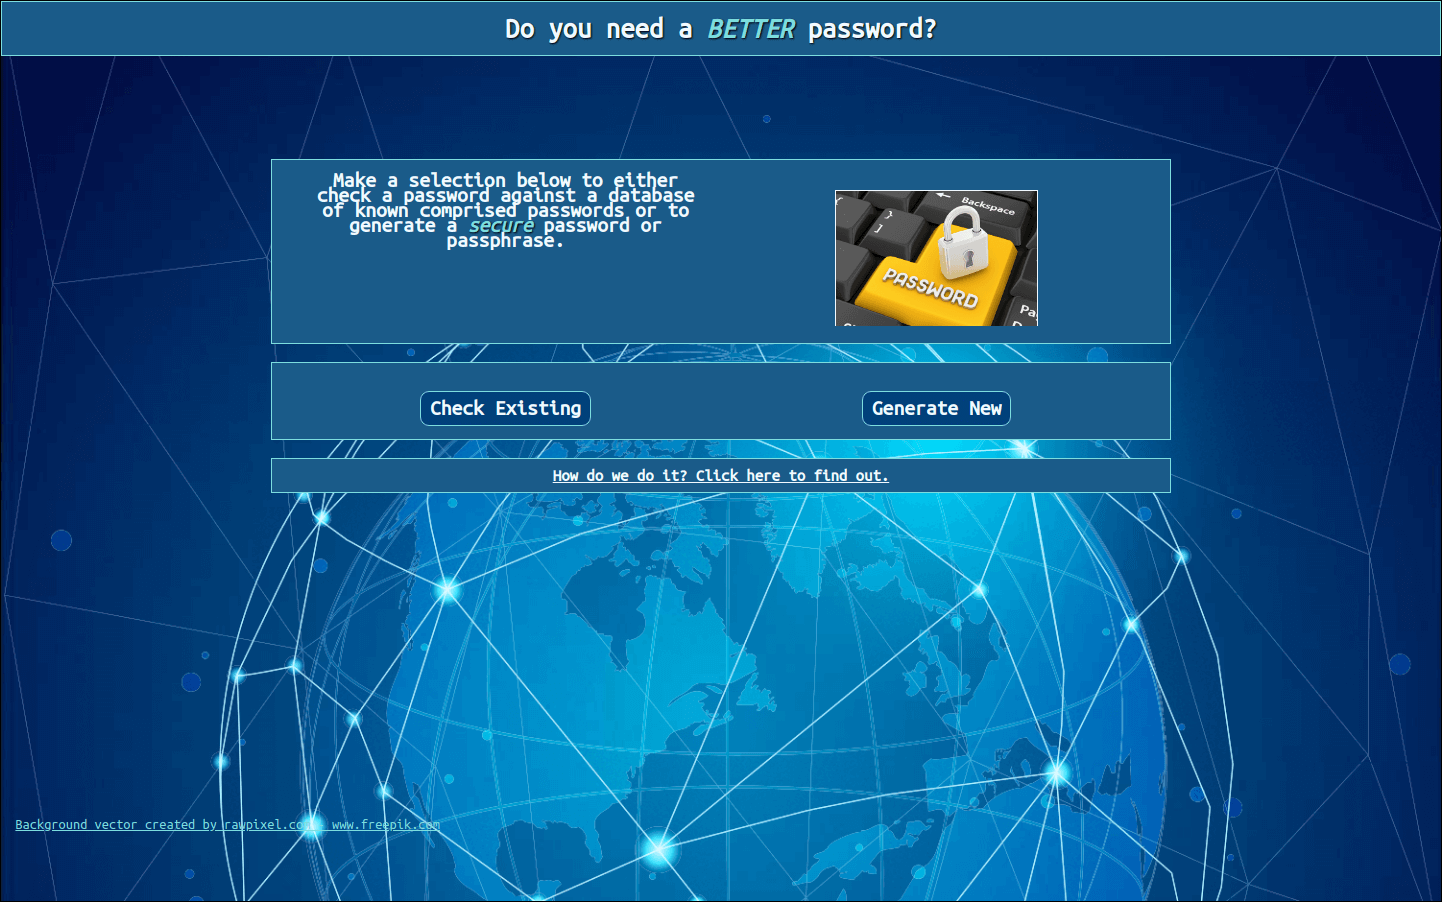 Do you need a BETTER password?
Make a selection below to either
check a password against a database
of known comprised passwords or to
generate a secure password or
passphrase.
Backspace
}
]
PASSWORD
Check Existing
Generate New
How do we do it? Click here to find out.
Background vector created by rawpixel.com - www.freepik.com